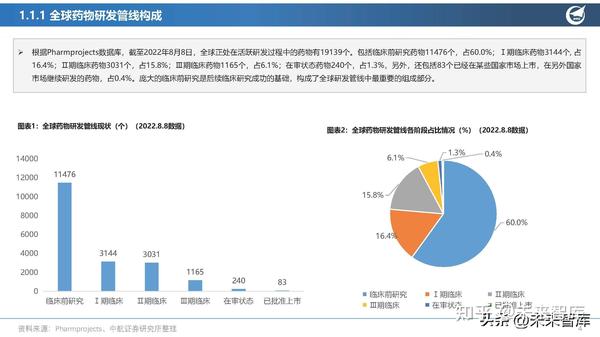 1.1.1 全球药物研发管线构成
➢ 根据Pharmprojects数据库，截至2022年8月8日，全球正处在活跃研发过程中的药物有19139个。包括临床前研究药物11476个，占60.0%；Ⅰ期临床药物3144个，占
16.4%；Ⅱ期临床药物3031个，占15.8%；Ⅲ期临床药物1165个，占6.1%；在审状态药物240个，占1.3%，另外，还包括83个已经在某些国家市场上市，在另外国家
市场继续研发的药物，占0.4%。庞大的临床前研究是后续临床研究成功的基础，构成了全球研发管线中最重要的组成部分。
图表1：全球药物研发管线现状（个）（2022.8.8数据）
14000
12000
10000
8000
6000
4000
2000
0
11476
3144
3031
1165
240
83
临床前研究
Ⅰ期临床
Ⅱ期临床
Ⅲ期临床
在审状态
已批准上市
图表2：全球药物研发管线各阶段占比情况（%）（2022.8.8数据）
1.3%
0.4%
6.1%
15.8%
16.4%
60.0%
临床前研究
Ⅰ期临床
Ⅱ期临床
Ⅲ期临床
在审状态
已批准上市
资料来源：Pharmprojects、中航证券研究所整理
知乎 @未来智库
头条@未来智库